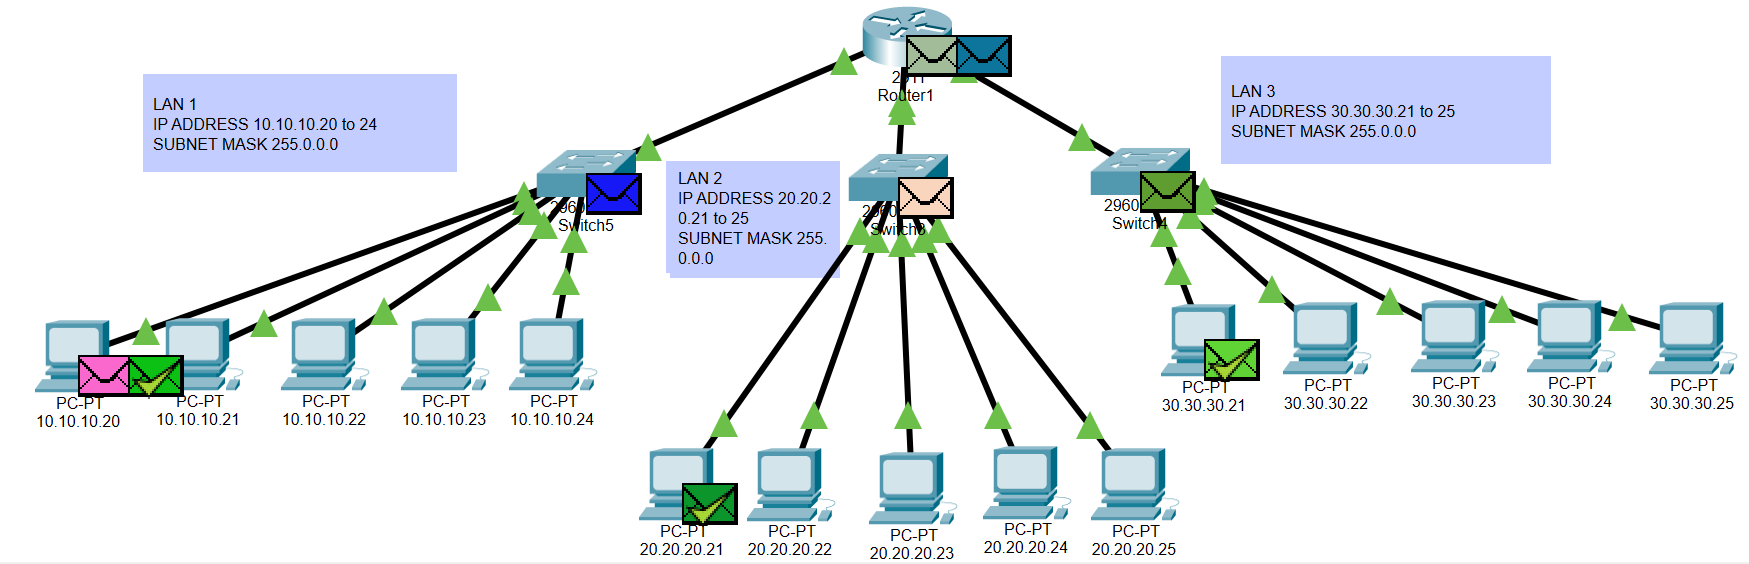 LAN 1
IP ADDRESS 10.10.10.20 to 24
SUBNET MASK 255.0.0.0
Router1
LAN 3
IP ADDRESS 30.30.30.21 to 25
SUBNET MASK 255.0.0.0
LAN 2
IP ADDRESS 20.20.2
0.21 to 25
SUBNET MASK 255.
0.0.0
Switch5
2960
Switch4
PC-PT
10.10.10.20
PC-PT
10.10.10.21
PC-PT
10.10.10.22
PC-PT
10.10.10.23
PC-PT
10.10.10.24
PC-PT
20.20.20.21
PC-PT
20.20.20.22
PC-PT
20.20.20.23
PC-PT
20.20.20.24
PC-PT
20.20.20.25
PC-PT
30.30.30.21
PC-PT
30.30.30.22
PC-PT
30.30.30.23
PC-PT
30.30.30.24
PC-PT
30.30.30.25